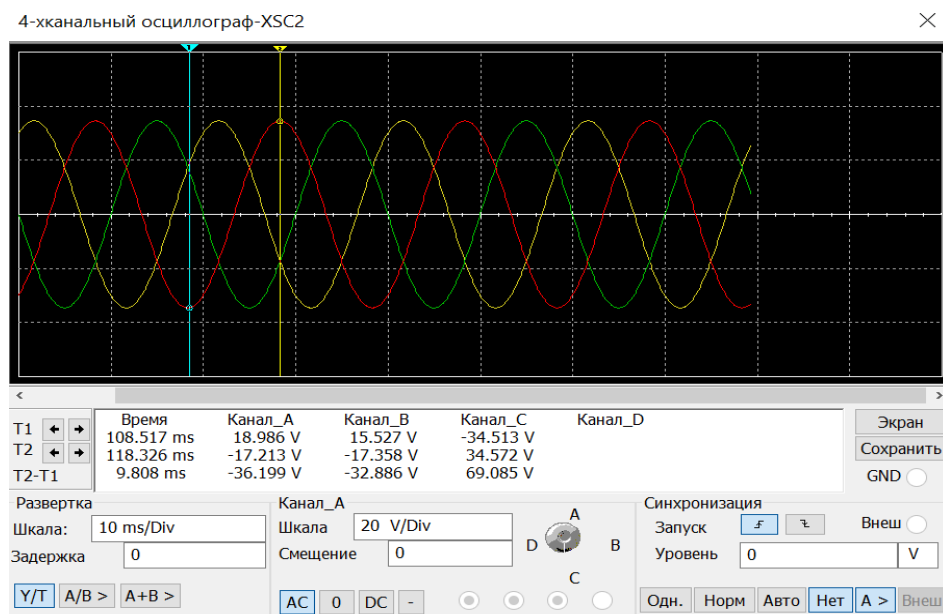 4-хканальный осциллограф-XSC2
1 2
Время Канал_A Канал_B Канал_C Канал_D
T1 108.517 ms 18.986 V 15.527 V -34.513 V
T2 118.326 ms -17.213 V -17.358 V 34.572 V
T2-T1 9.808 ms -36.199 V -32.886 V 69.085 V
Экран
Сохранить
GND
Развертка
Шкала: 10 ms/Div
Задержка 0
Y/T A/B > A+B >
Канал_A
Шкала 20 V/Div
Смещение 0
AC 0 DC -
A
D B
C
Синхронизация
Запуск Внеш
Уровень 0 V
Одн. Норм Авто Нет A > Внеш